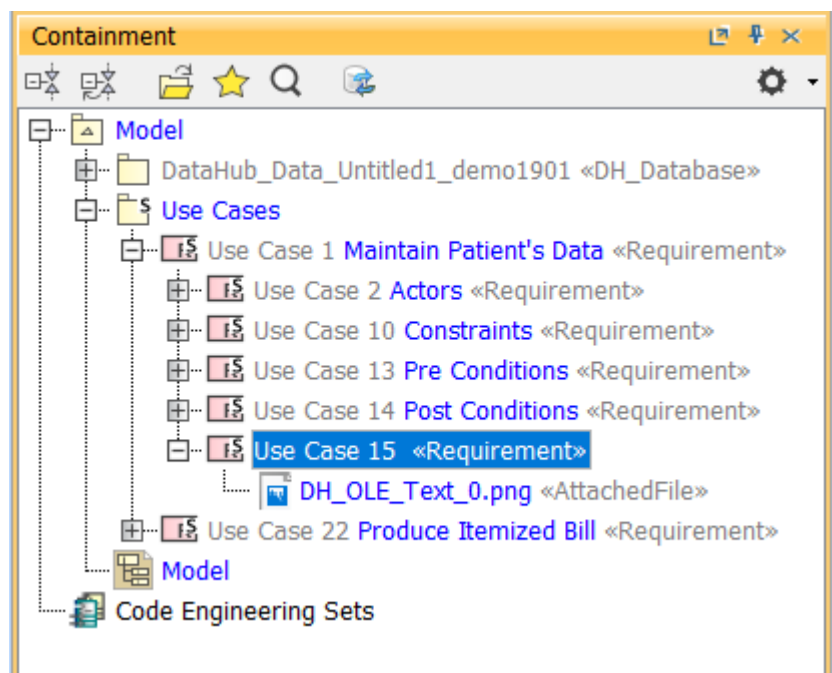 Containment
Model
DataHub_Data_Untitled1_demo1901 «DH_Database»
Use Cases
Use Case 1 Maintain Patient's Data «Requirement»
Use Case 2 Actors «Requirement»
Use Case 10 Constraints «Requirement»
Use Case 13 Pre Conditions «Requirement»
Use Case 14 Post Conditions «Requirement»
Use Case 15 «Requirement»
DH_OLE_Text_0.png «AttachedFile»
Use Case 22 Produce Itemized Bill «Requirement»
Model
Code Engineering Sets